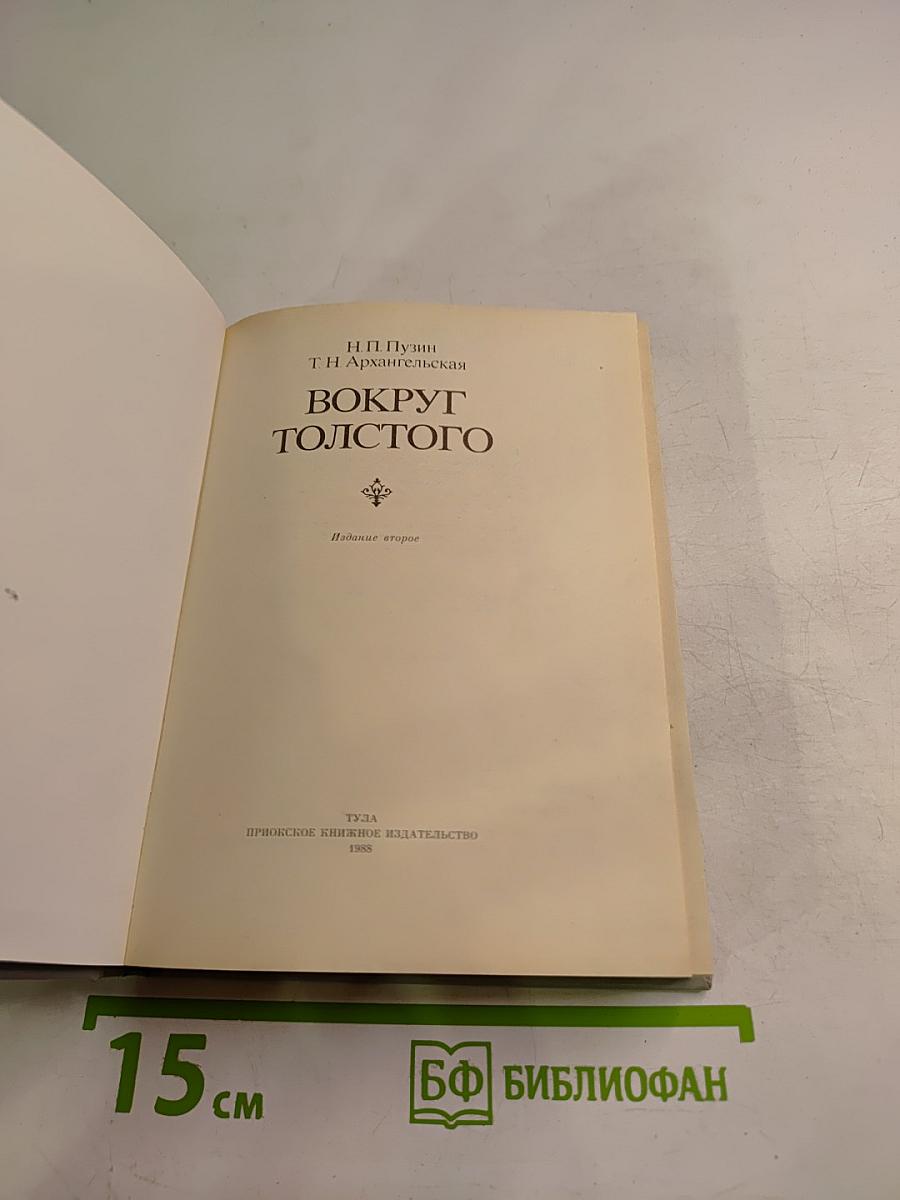 Н. П. Пузин
Т. Н. Архангельская
ВОКРУГ
ТОЛСТОГО
Издание второе
ТУЛА
ПРИОКСКОЕ КНИЖНОЕ ИЗДАТЕЛЬСТВО
1988
15 см
БФ БИБЛИОФАН